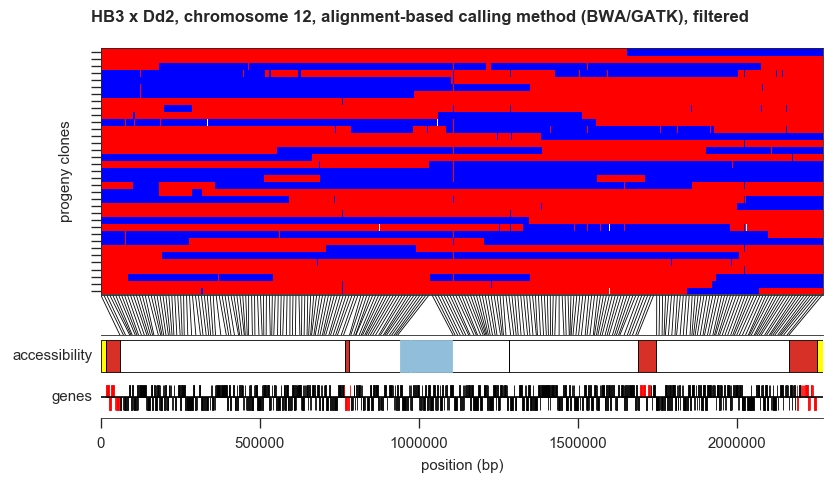 HB3 x Dd2, chromosome 12, alignment-based calling method (BWA/GATK), filtered
progeny clones
accessibility
genes
0 500000 1000000 1500000 2000000
position (bp)